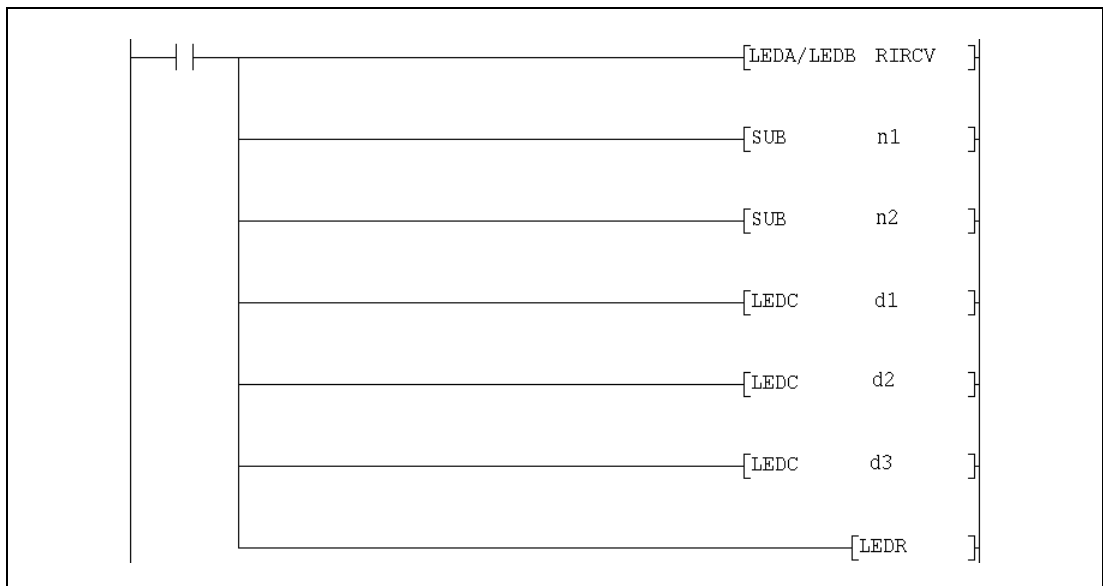 LEDA/LEDB RIRCV
SUB n1
SUB n2
LEDC d1
LEDC d2
LEDC d3
LEDR